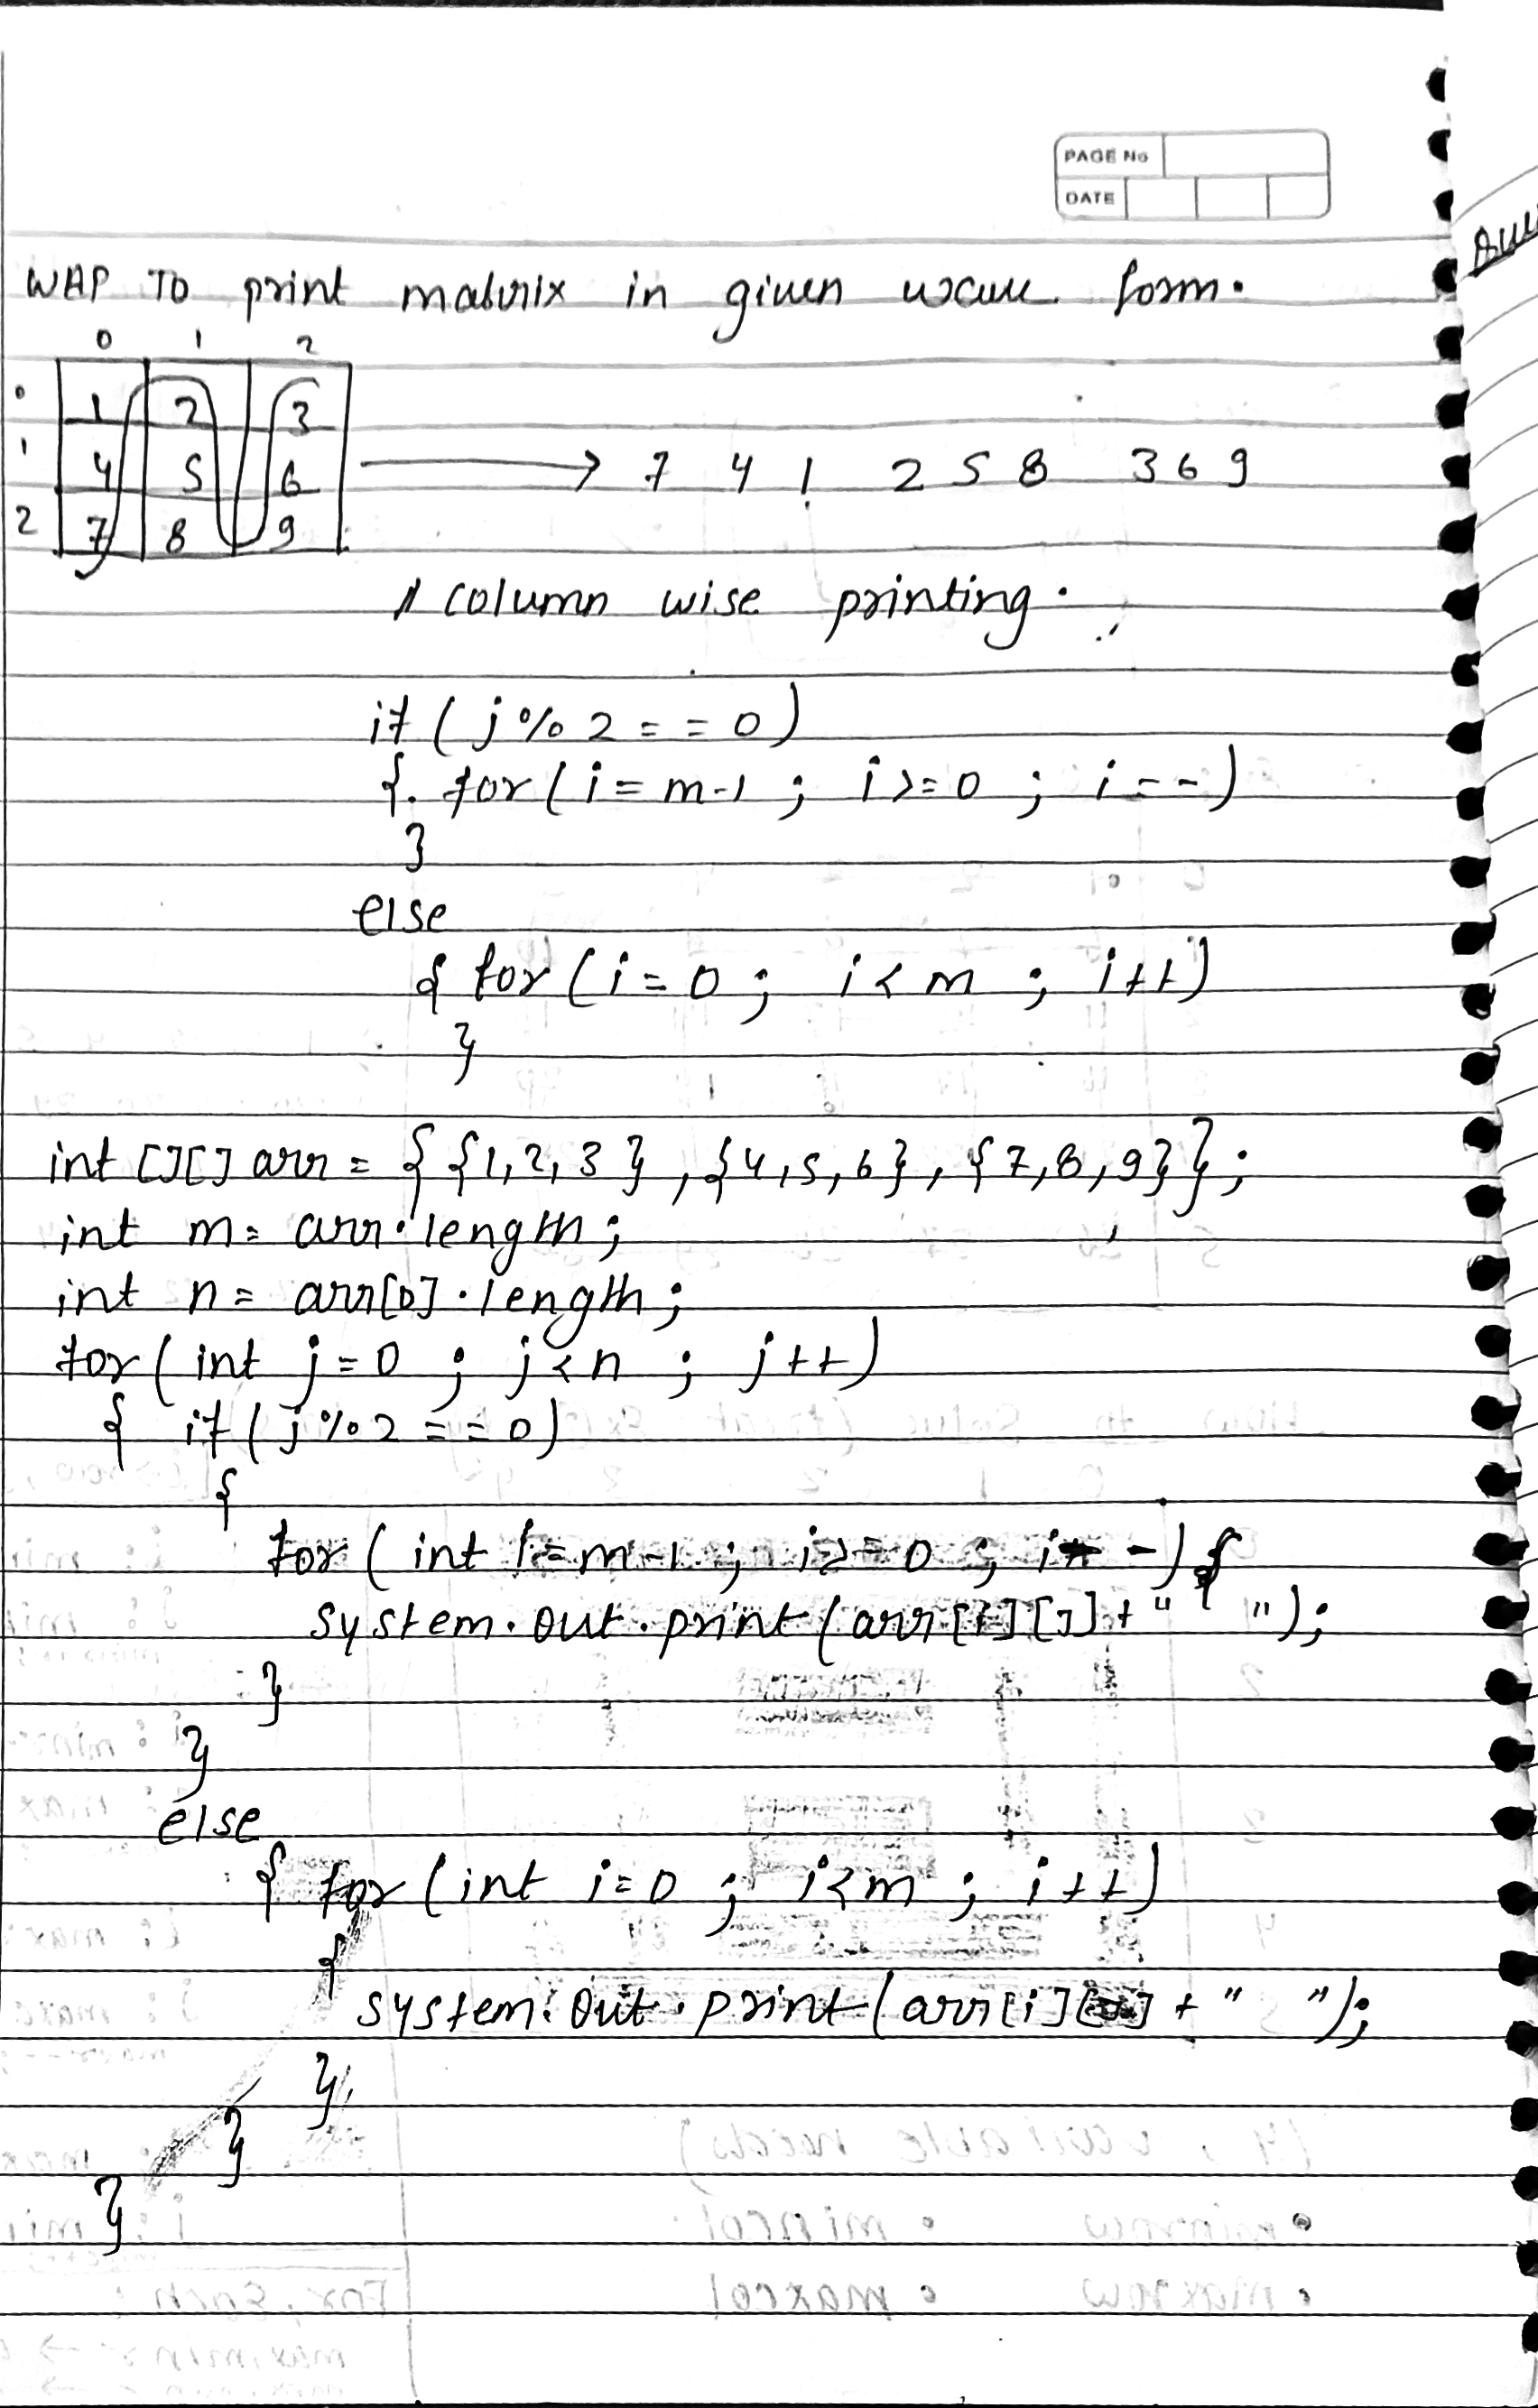 PAGE No
DATE
WAP TO print matrix in given wave form.
0 1 2
0 1 2 3
1 4 5 6 → 7 4 1 2 5 8 3 6 9
2 7 8 9
// column wise printing.
if ( j % 2 = = 0 )
{ for ( i = m-1 ; i >= 0 ; i -- )
}
else
{ for ( i = 0 ; i < m ; i++ )
}
int [][] arr = { {1,2,3} , {4,5,6} , {7,8,9} } ;
int m = arr.length ;
int n = arr[0].length ;
for ( int j = 0 ; j < n ; j++ )
{ if ( j % 2 = = 0 )
{
for ( int i = m-1 ; i >= 0 ; i -- ) {
system.out.print ( arr[i][j] + " " ) ;
}
}
else
{ for ( int i = 0 ; i < m ; i++ )
{
system.out.print ( arr[i][j] + " " ) ;
}
}
}